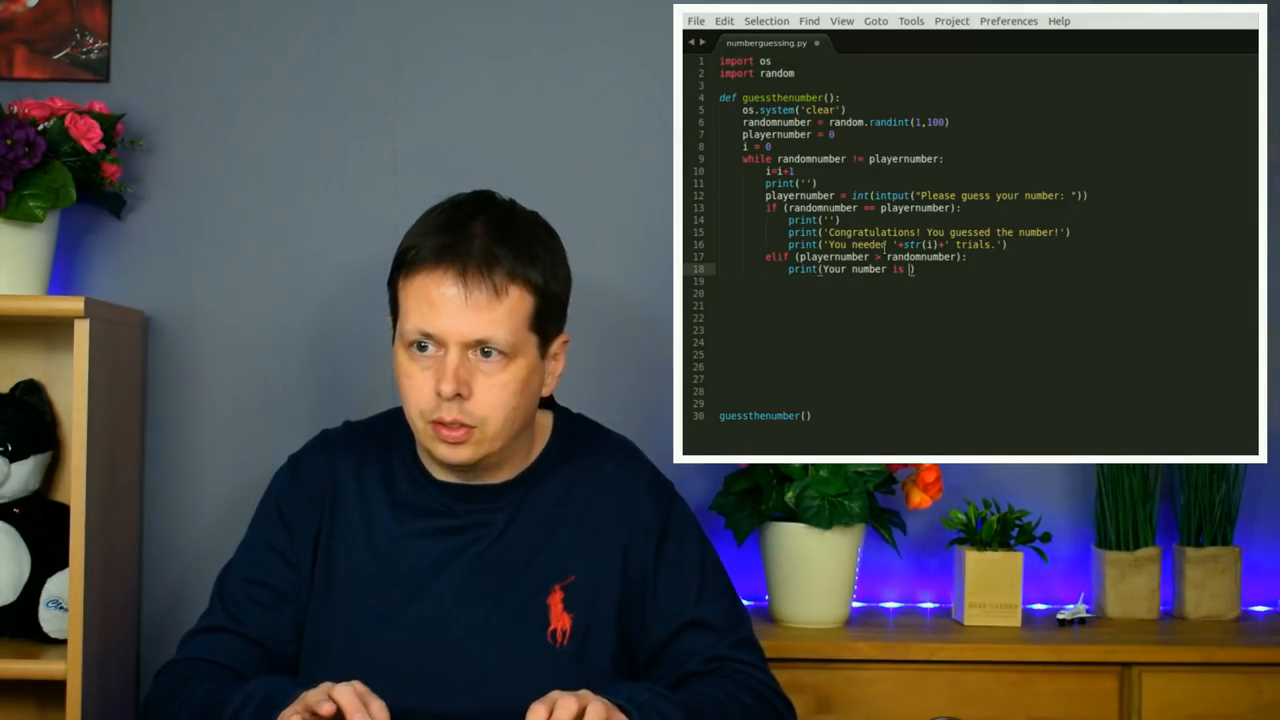 File Edit Selection Find View Goto Tools Project Preferences Help
numberguessing.py
1 import os
2 import random
3
4 def guessthenumber():
5 os.system('clear')
6 randomnumber = random.randint(1,100)
7 playernumber = 0
8 i = 0
9 while randomnumber != playernumber:
10 i=i+1
11 print('')
12 playernumber = int(intput("Please guess your number: "))
13 if (randomnumber == playernumber):
14 print('')
15 print('Congratulations! You guessed the number!')
16 print('You needed '+str(i)+' trials.')
17 elif (playernumber > randomnumber):
18 print(Your number is )
19
20
21
22
23
24
25
26
27
28
29
30 guessthenumber()